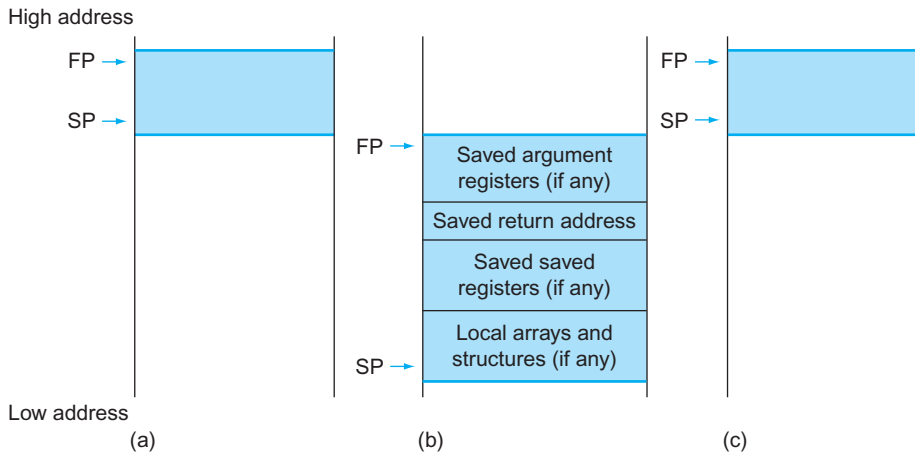 High address
FP
SP
FP
Saved argument
registers (if any)
Saved return address
Saved saved
registers (if any)
Local arrays and
structures (if any)
SP
FP
SP
Low address
(a)
(b)
(c)